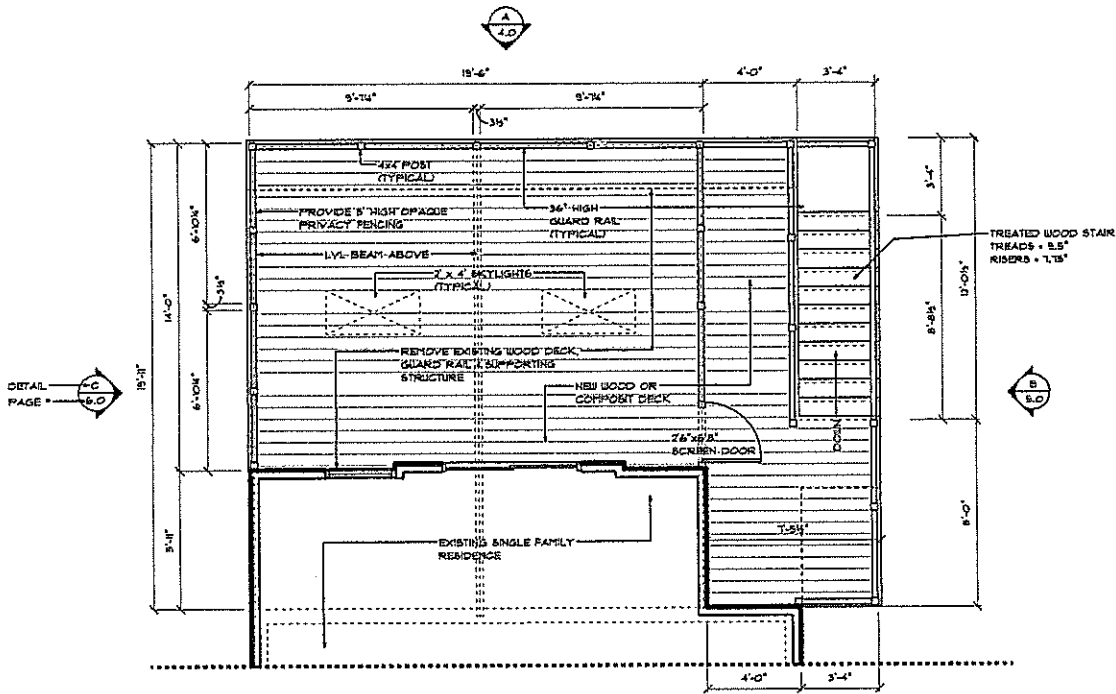 A
4.0
19'-6"
4'-0"
3'-4"
9'-7¼"
9'-7¼"
3½"
4X4 POST
(TYPICAL)
36" HIGH
GUARD RAIL
(TYPICAL)
PROVIDE 5' HIGH OPAQUE
PRIVACY FENCING
LVL BEAM ABOVE
2' x 4' SKYLIGHTS
(TYPICAL)
TREATED WOOD STAIR
TREADS = 9.5"
RISERS = 7.75"
3'-4"
8'-8½"
13'-0½"
6'-10¼"
3½"
14'-0"
6'-10¼"
19'-11"
REMOVE EXISTING WOOD DECK,
GUARD RAIL & SUPPORTING
STRUCTURE
NEW WOOD OR
COMPOSIT DECK
DETAIL
C
PAGE #
6.0
B
5.0
2'6"x6'8"
SCREEN DOOR
DOWN
5'-11"
8'-0"
7'-5½"
EXISTING SINGLE FAMILY
RESIDENCE
4'-0"
3'-4"